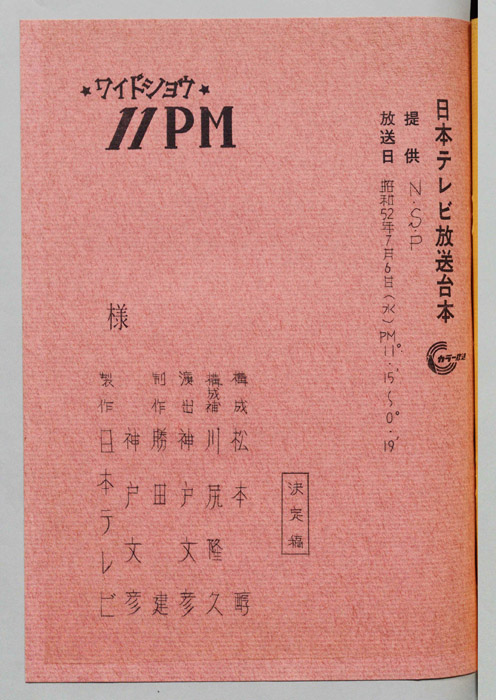 日本テレビ放送台本
カラー
提供 N.S.P
放送日 昭和52年7月6日(水)PM11°.15'〜0°.19'
★ワイドショウ★
11PM
決定稿
構成 松本 醇
構成補 川尻隆久
演出 神戸文彦
制作 勝田 建
神戸文彦
製作 日本テレビ
様